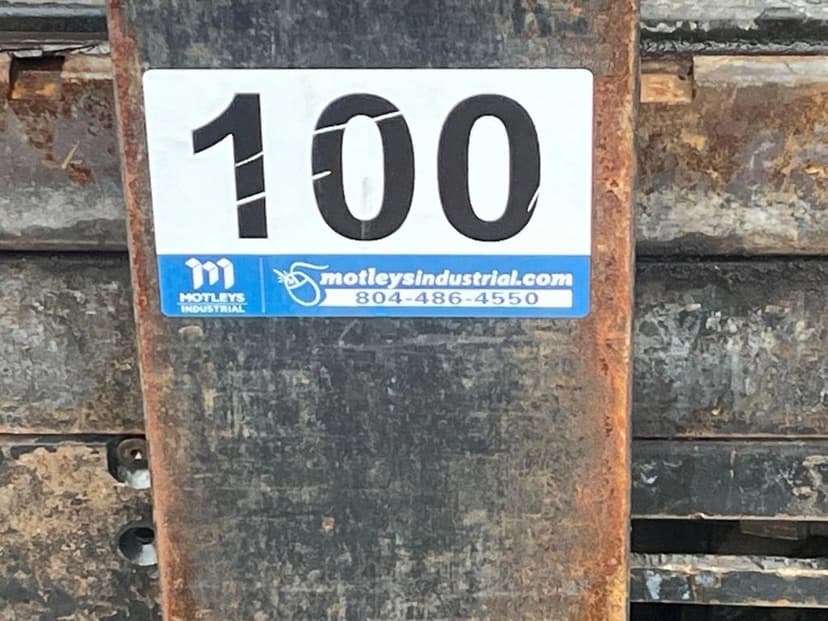 100
MOTLEYS
INDUSTRIAL
motleysindustrial.com
804-486-4550